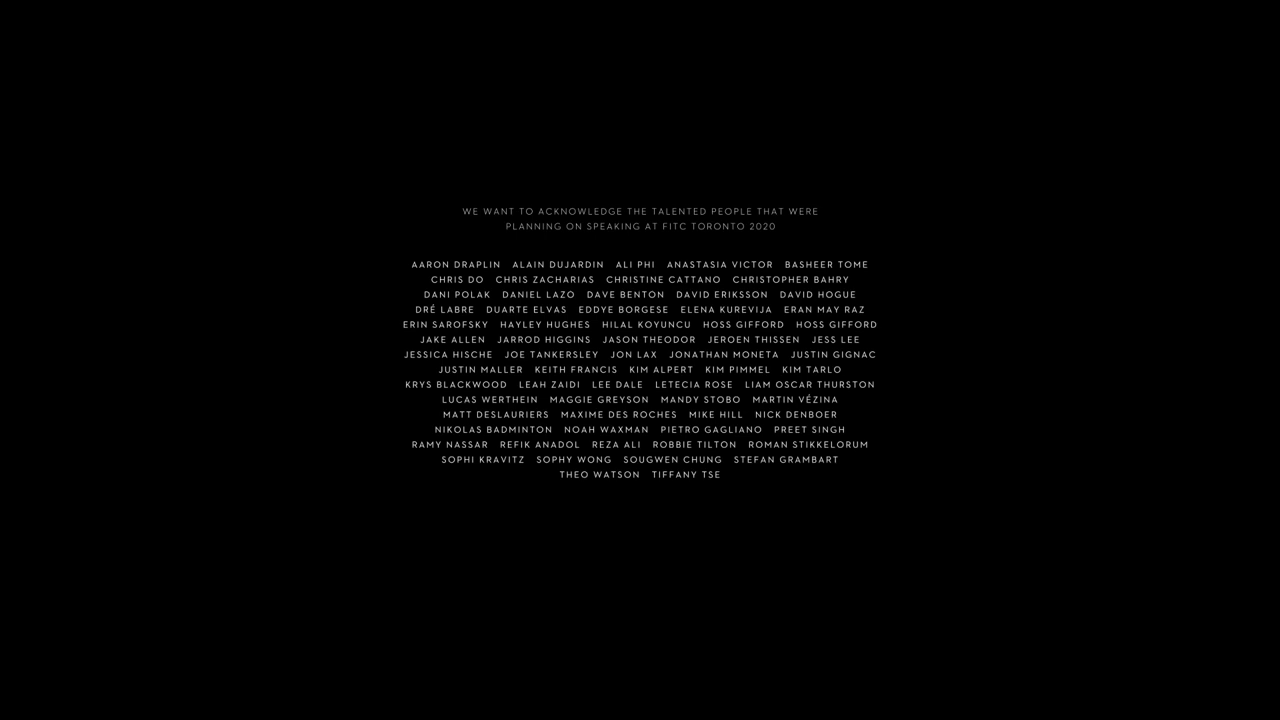 WE WANT TO ACKNOWLEDGE THE TALENTED PEOPLE THAT WERE
PLANNING ON SPEAKING AT FITC TORONTO 2020
AARON DRAPLIN ALAIN DUJARDIN ALI PHI ANASTASIA VICTOR BASHEER TOME
CHRIS DO CHRIS ZACHARIAS CHRISTINE CATTANO CHRISTOPHER BAHRY
DANI POLAK DANIEL LAZO DAVE BENTON DAVID ERIKSSON DAVID HOGUE
DRÉ LABRE DUARTE ELVAS EDDYE BORGESE ELENA KUREVIJA ERAN MAY RAZ
ERIN SAROFSKY HAYLEY HUGHES HILAL KOYUNCU HOSS GIFFORD HOSS GIFFORD
JAKE ALLEN JARROD HIGGINS JASON THEODOR JEROEN THISSEN JESS LEE
JESSICA HISCHE JOE TANKERSLEY JON LAX JONATHAN MONETA JUSTIN GIGNAC
JUSTIN MALLER KEITH FRANCIS KIM ALPERT KIM PIMMEL KIM TARLO
KRYS BLACKWOOD LEAH ZAIDI LEE DALE LETECIA ROSE LIAM OSCAR THURSTON
LUCAS WERTHEIN MAGGIE GREYSON MANDY STOBO MARTIN VÉZINA
MATT DESLAURIERS MAXIME DES ROCHES MIKE HILL NICK DENBOER
NIKOLAS BADMINTON NOAH WAXMAN PIETRO GAGLIANO PREET SINGH
RAMY NASSAR REFIK ANADOL REZA ALI ROBBIE TILTON ROMAN STIKKELORUM
SOPHI KRAVITZ SOPHY WONG SOUGWEN CHUNG STEFAN GRAMBART
THEO WATSON TIFFANY TSE